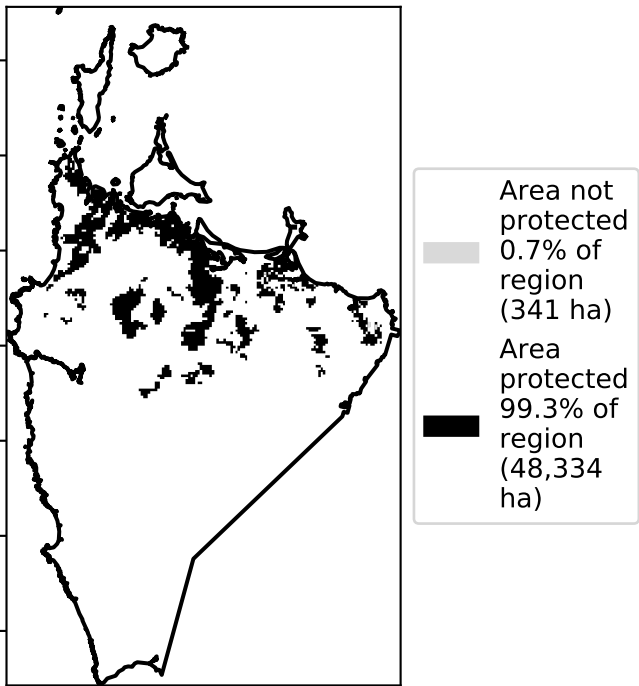 Area not
protected
0.7% of
region
(341 ha)
Area
protected
99.3% of
region
(48,334
ha)